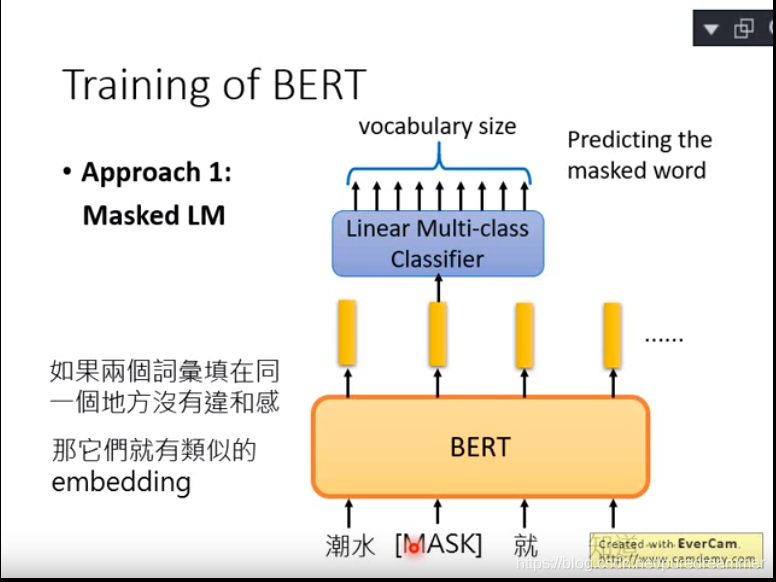 Training of BERT
• Approach 1:
Masked LM
vocabulary size
Predicting the
masked word
Linear Multi-class
Classifier
......
如果兩個詞彙填在同
一個地方沒有違和感
那它們就有類似的
embedding
BERT
潮水 [MASK] 就 知道
Created with EverCam.
http://www.camdemy.com
https://blog.csdn.net/puredreammer